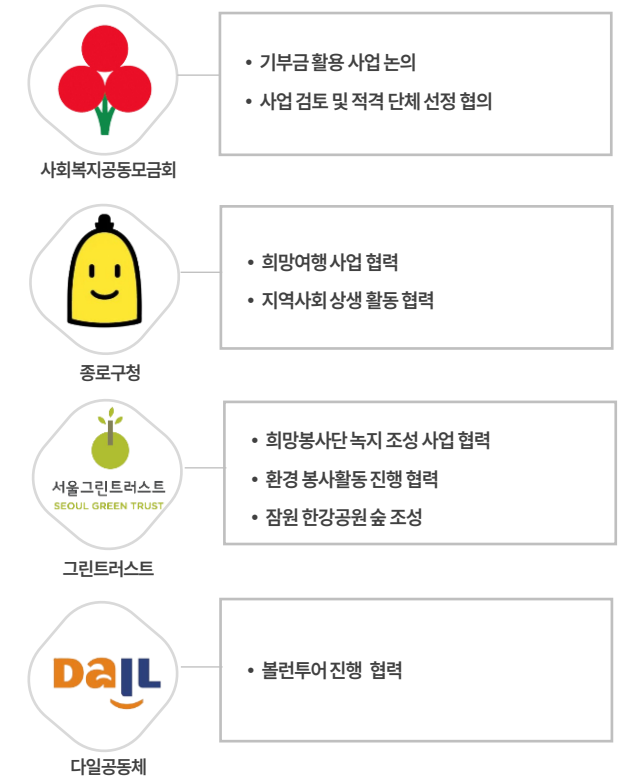 • 기부금 활용 사업 논의
• 사업 검토 및 적격 단체 선정 협의
사회복지공동모금회
• 희망여행 사업 협력
• 지역사회 상생 활동 협력
종로구청
• 희망봉사단 녹지 조성 사업 협력
• 환경 봉사활동 진행 협력
• 잠원 한강공원 숲 조성
서울그린트러스트
SEOUL GREEN TRUST
그린트러스트
• 볼런투어 진행 협력
DaIL
다일공동체